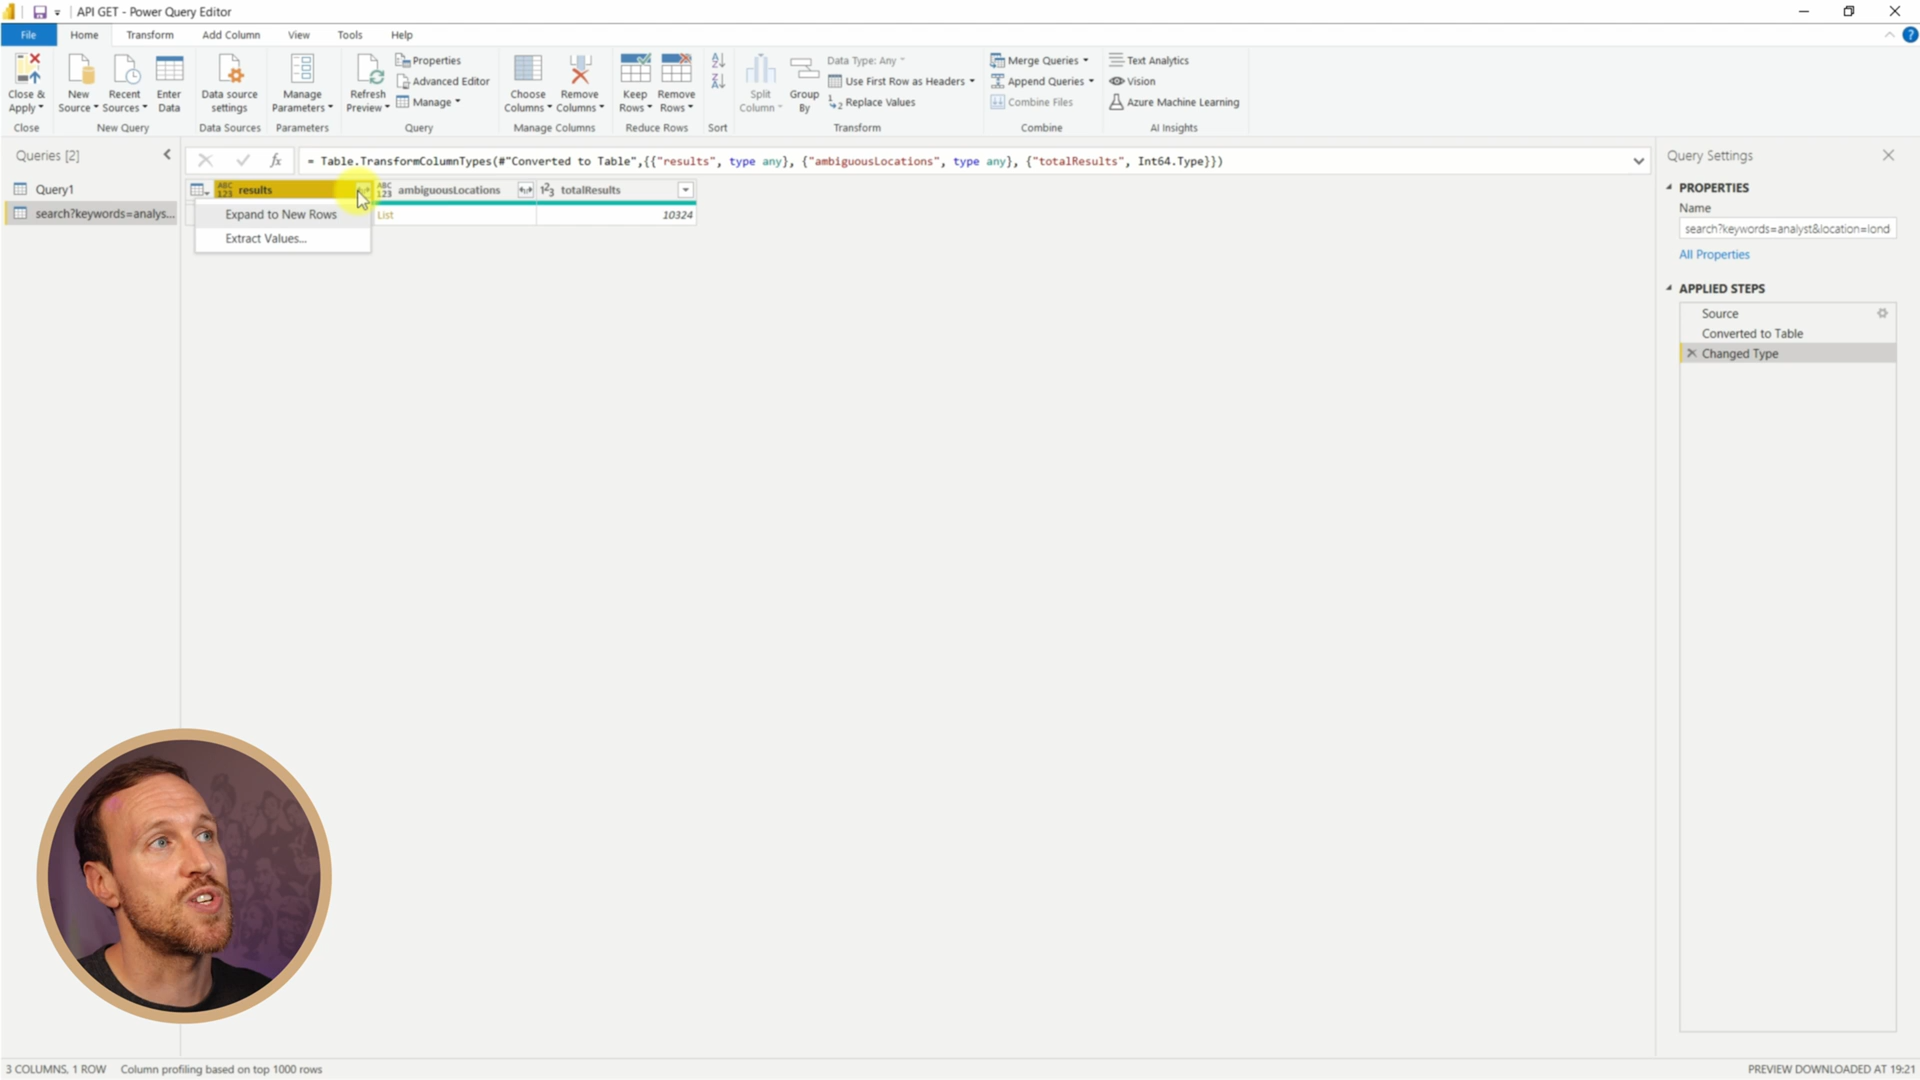 API GET - Power Query Editor
File Home Transform Add Column View Tools Help
Close & Apply
New Source
Recent Sources
Enter Data
Data source settings
Manage Parameters
Refresh Preview
Properties
Advanced Editor
Manage
Choose Columns
Remove Columns
Keep Rows
Remove Rows
Split Column
Group By
Data Type: Any
Use First Row as Headers
Replace Values
Merge Queries
Append Queries
Combine Files
Text Analytics
Vision
Azure Machine Learning
Close New Query Data Sources Parameters Query Manage Columns Reduce Rows Sort Transform Combine AI Insights
Queries [2]
Query1
search?keywords=analys...
fx = Table.TransformColumnTypes(#"Converted to Table",{{"results", type any}, {"ambiguousLocations", type any}, {"totalResults", Int64.Type}})
ABC 123 results ABC 123 ambiguousLocations 123 totalResults
List 10324
Expand to New Rows
Extract Values...
Query Settings
PROPERTIES
Name
search?keywords=analyst&location=lond
All Properties
APPLIED STEPS
Source
Converted to Table
Changed Type
3 COLUMNS, 1 ROW Column profiling based on top 1000 rows PREVIEW DOWNLOADED AT 19:21